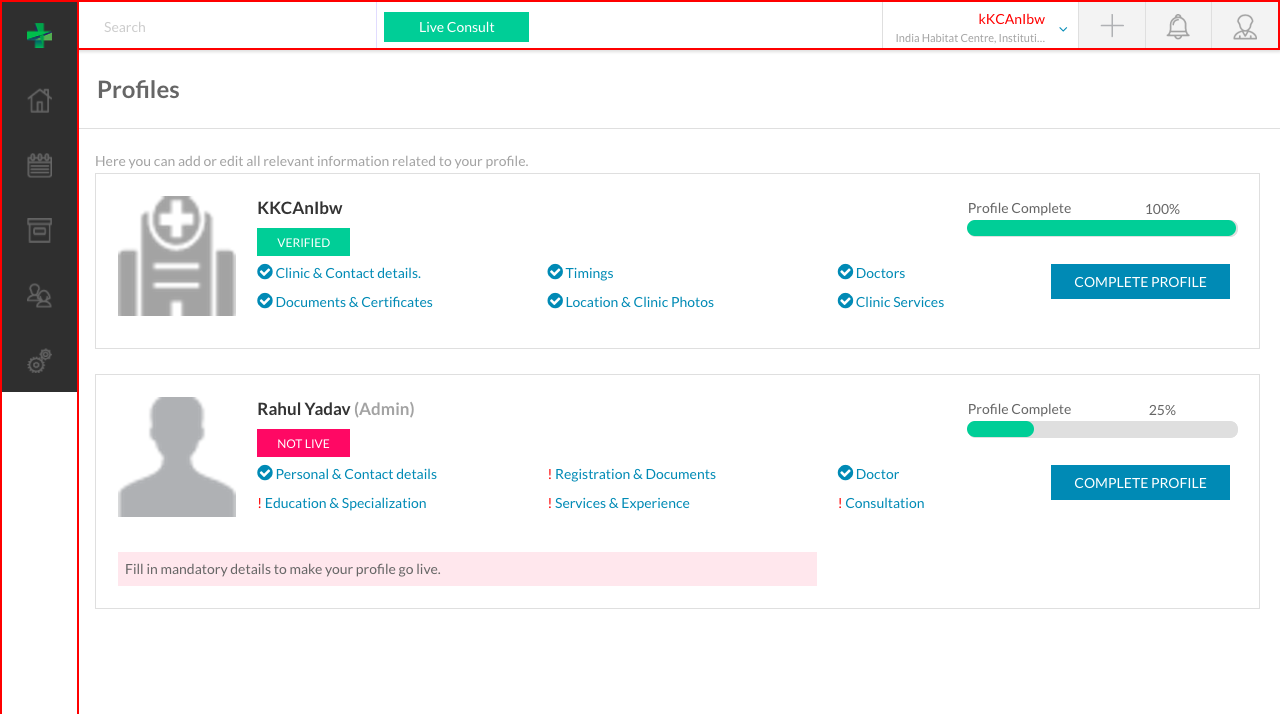 Search
Live Consult
kKCAnIbw
India Habitat Centre, Instituti...
Profiles
Here you can add or edit all relevant information related to your profile.
KKCAnIbw
Profile Complete 100%
VERIFIED
Clinic & Contact details. Timings Doctors
COMPLETE PROFILE
Documents & Certificates Location & Clinic Photos Clinic Services
Rahul Yadav (Admin)
Profile Complete 25%
NOT LIVE
Personal & Contact details ! Registration & Documents Doctor
COMPLETE PROFILE
! Education & Specialization ! Services & Experience ! Consultation
Fill in mandatory details to make your profile go live.